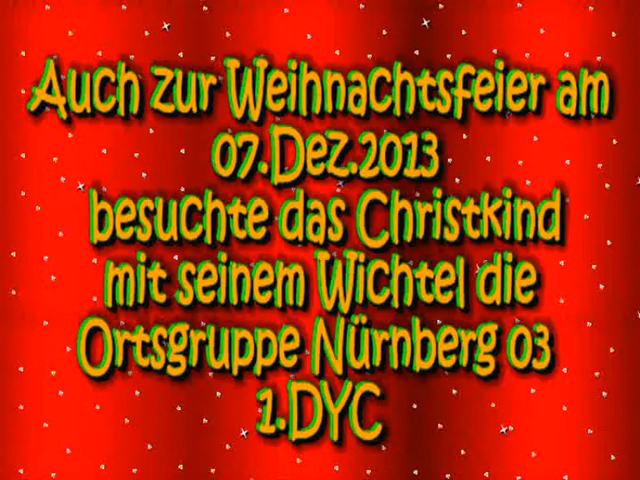 Auch zur Weihnachtsfeier am
07.Dez.2013
besuchte das Christkind
mit seinem Wichtel die
Ortsgruppe Nürnberg 03
1.DYC